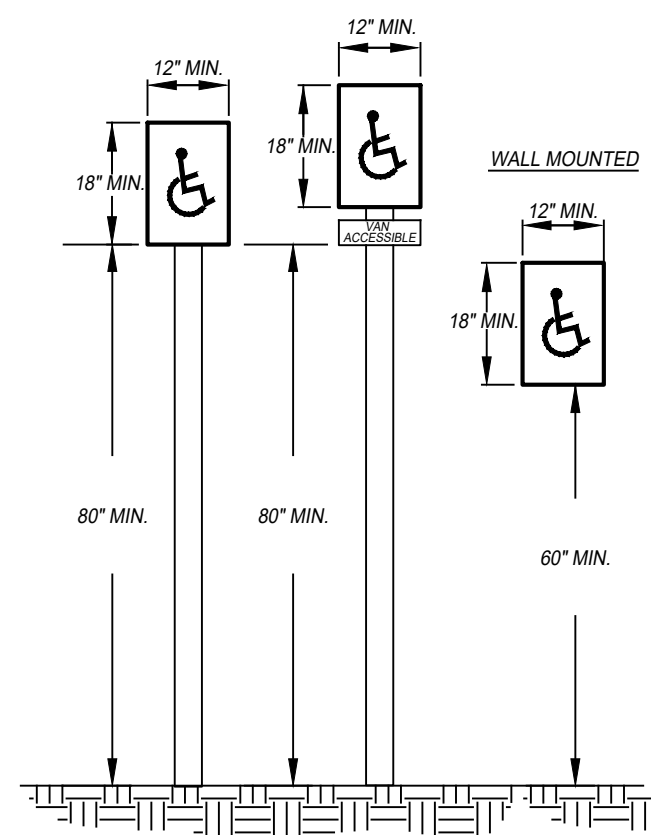 12" MIN.
18" MIN.
80" MIN.
12" MIN.
18" MIN.
VAN
ACCESSIBLE
80" MIN.
WALL MOUNTED
12" MIN.
18" MIN.
60" MIN.